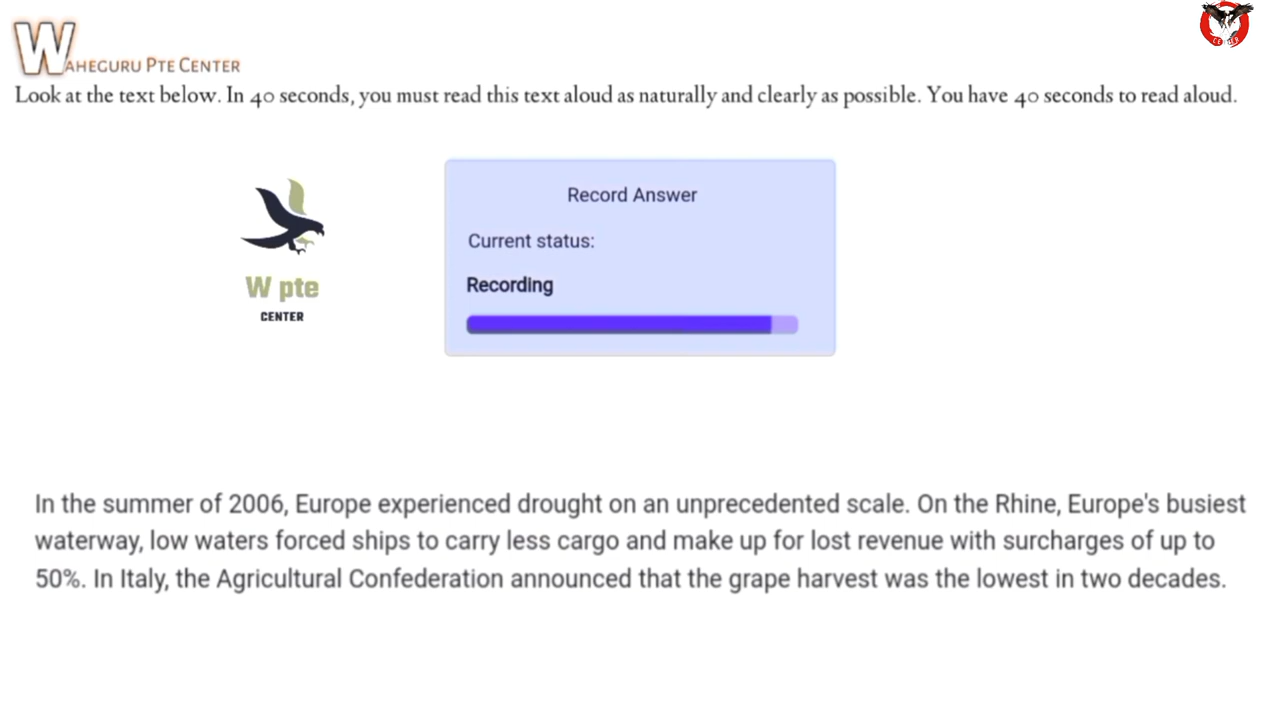 WAHEGURU PTE CENTER
Look at the text below. In 40 seconds, you must read this text aloud as naturally and clearly as possible. You have 40 seconds to read aloud.
Record Answer
Current status:
Recording
W pte
CENTER
In the summer of 2006, Europe experienced drought on an unprecedented scale. On the Rhine, Europe's busiest
waterway, low waters forced ships to carry less cargo and make up for lost revenue with surcharges of up to
50%. In Italy, the Agricultural Confederation announced that the grape harvest was the lowest in two decades.